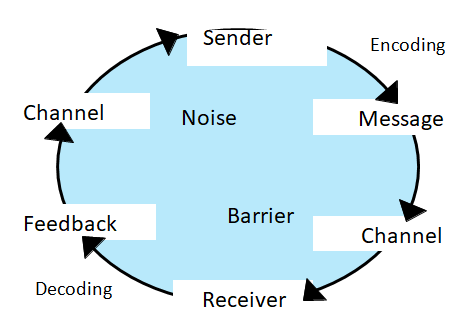 Sender
Encoding
Channel
Noise
Message
Feedback
Barrier
Channel
Decoding
Receiver